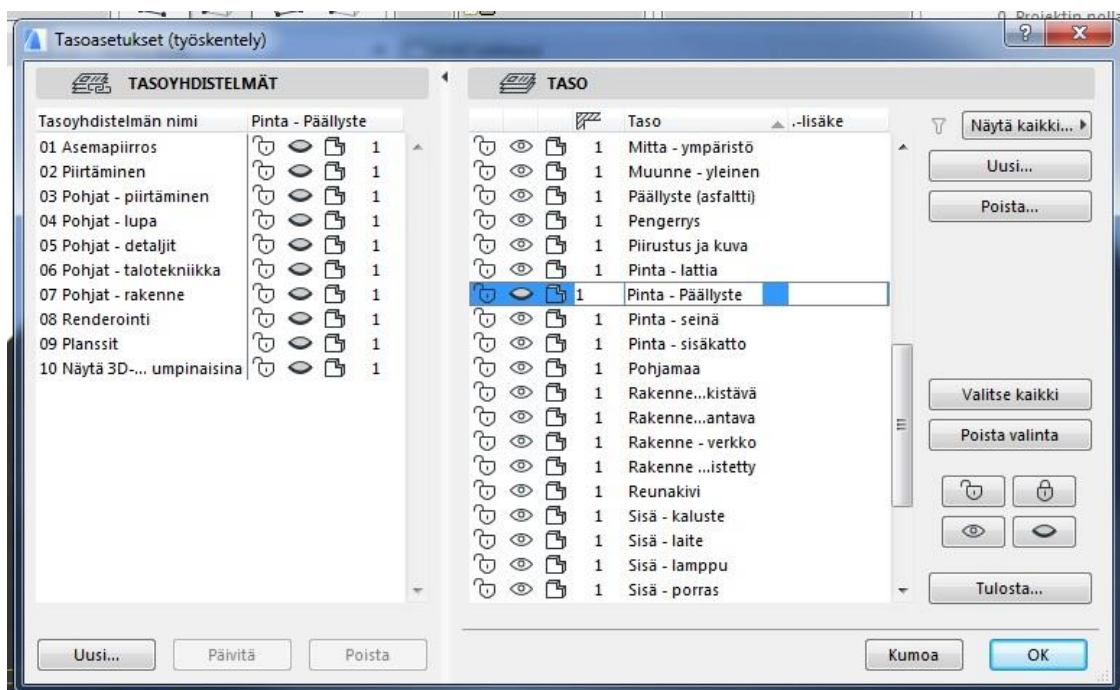 0. Projektin nolla
Tasoasetukset (työskentely)
TASOYHDISTELMÄT
Tasoyhdistelmän nimi Pinta - Päällyste
01 Asemapiirros 1
02 Piirtäminen 1
03 Pohjat - piirtäminen 1
04 Pohjat - lupa 1
05 Pohjat - detaljit 1
06 Pohjat - talotekniikka 1
07 Pohjat - rakenne 1
08 Renderointi 1
09 Planssit 1
10 Näytä 3D-... umpinaisina 1
Uusi... Päivitä Poista
TASO
Taso .-lisäke
1 Mitta - ympäristö
1 Muunne - yleinen
1 Päällyste (asfaltti)
1 Pengerrys
1 Piirustus ja kuva
1 Pinta - lattia
1 Pinta - Päällyste
1 Pinta - seinä
1 Pinta - sisäkatto
1 Pohjamaa
1 Rakenne...kistävä
1 Rakenne...antava
1 Rakenne - verkko
1 Rakenne ...istetty
1 Reunakivi
1 Sisä - kaluste
1 Sisä - laite
1 Sisä - lamppu
1 Sisä - porras
Näytä kaikki...
Uusi...
Poista...
Valitse kaikki
Poista valinta
Tulosta...
Kumoa OK